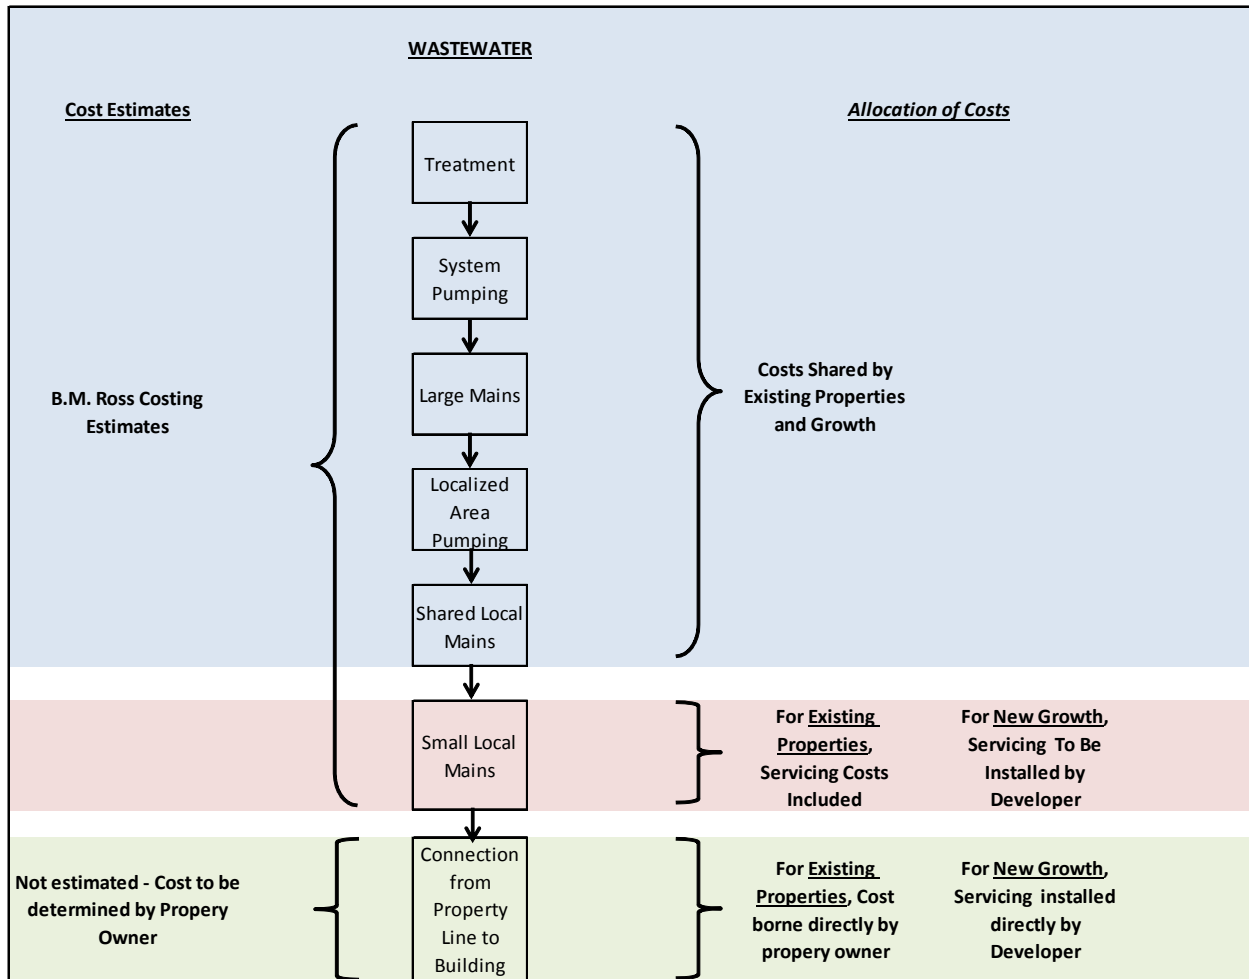 WASTEWATER
Cost Estimates
Allocation of Costs
Treatment
System
Pumping
Large Mains
Localized
Area
Pumping
Shared Local
Mains
B.M. Ross Costing
Estimates
Costs Shared by
Existing Properties
and Growth
Small Local
Mains
For Existing
Properties,
Servicing Costs
Included
For New Growth,
Servicing To Be
Installed by
Developer
Not estimated - Cost to be
determined by Propery
Owner
Connection
from
Property
Line to
Building
For Existing
Properties, Cost
borne directly by
propery owner
For New Growth,
Servicing installed
directly by
Developer